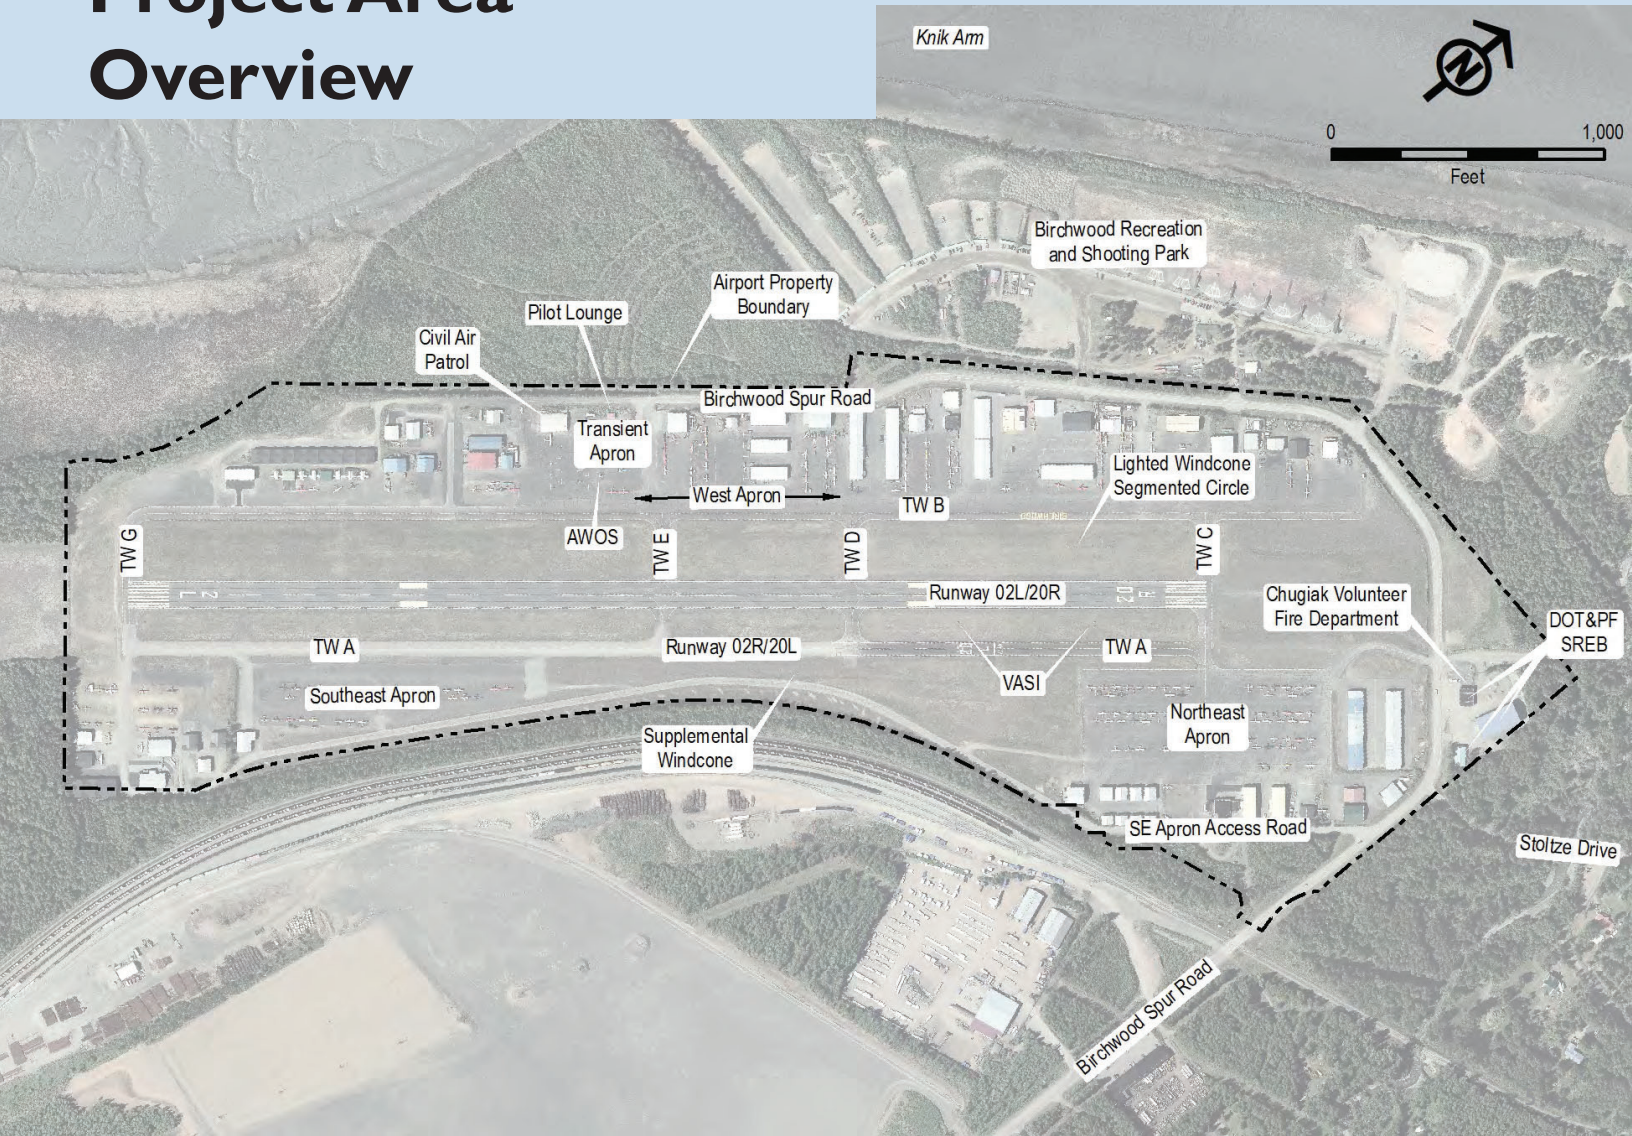 Project Area
Overview
Knik Arm
N
0 1,000
Feet
Birchwood Recreation
and Shooting Park
Airport Property
Boundary
Pilot Lounge
Civil Air
Patrol
Birchwood Spur Road
Transient
Apron
Lighted Windcone
Segmented Circle
West Apron
TW B
AWOS
TW G
TW E
TW D
TW C
2
L
Runway 02L/20R
20
R
Chugiak Volunteer
Fire Department
DOT&PF
SREB
TW A
Runway 02R/20L
TW A
VASI
Southeast Apron
Northeast
Apron
Supplemental
Windcone
SE Apron Access Road
Stoltze Drive
Birchwood Spur Road